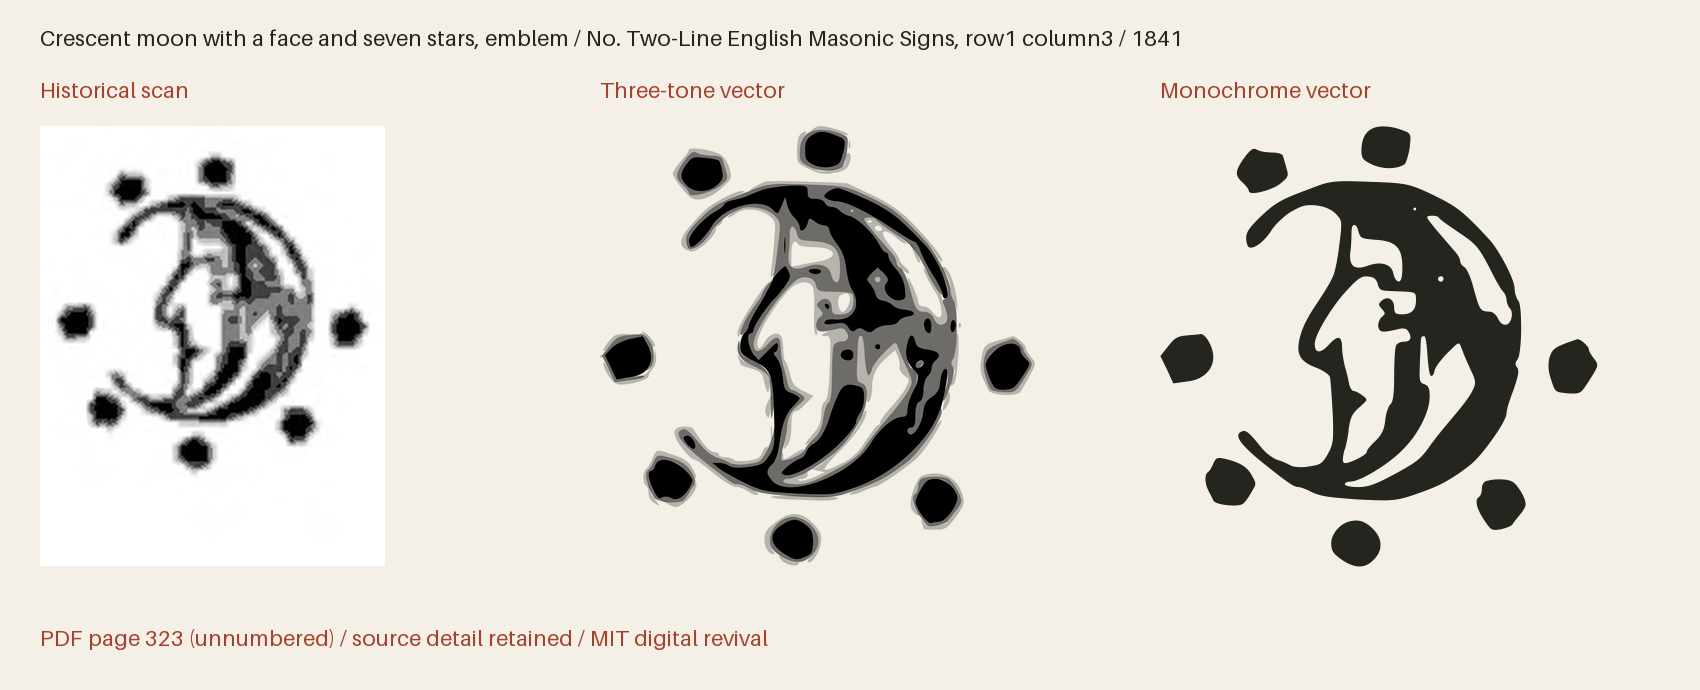 Crescent moon with a face and seven stars, emblem / No. Two-Line English Masonic Signs, row1 column3 / 1841
Historical scan
Three-tone vector
Monochrome vector
PDF page 323 (unnumbered) / source detail retained / MIT digital revival